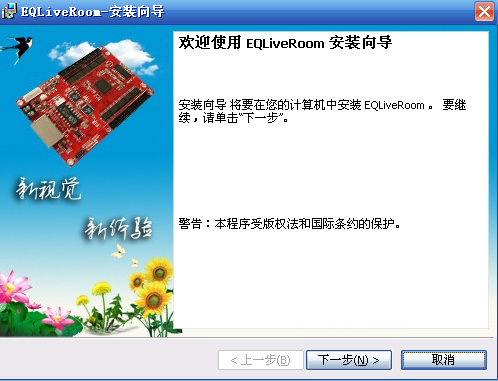 EQLiveRoom-安装向导
欢迎使用 EQLiveRoom 安装向导
安装向导 将要在您的计算机中安装 EQLiveRoom 。 要继
续，请单击“下一步”。
新视觉
新体验
警告：本程序受版权法和国际条约的保护。
< 上一步(B)
下一步(N) >
取消